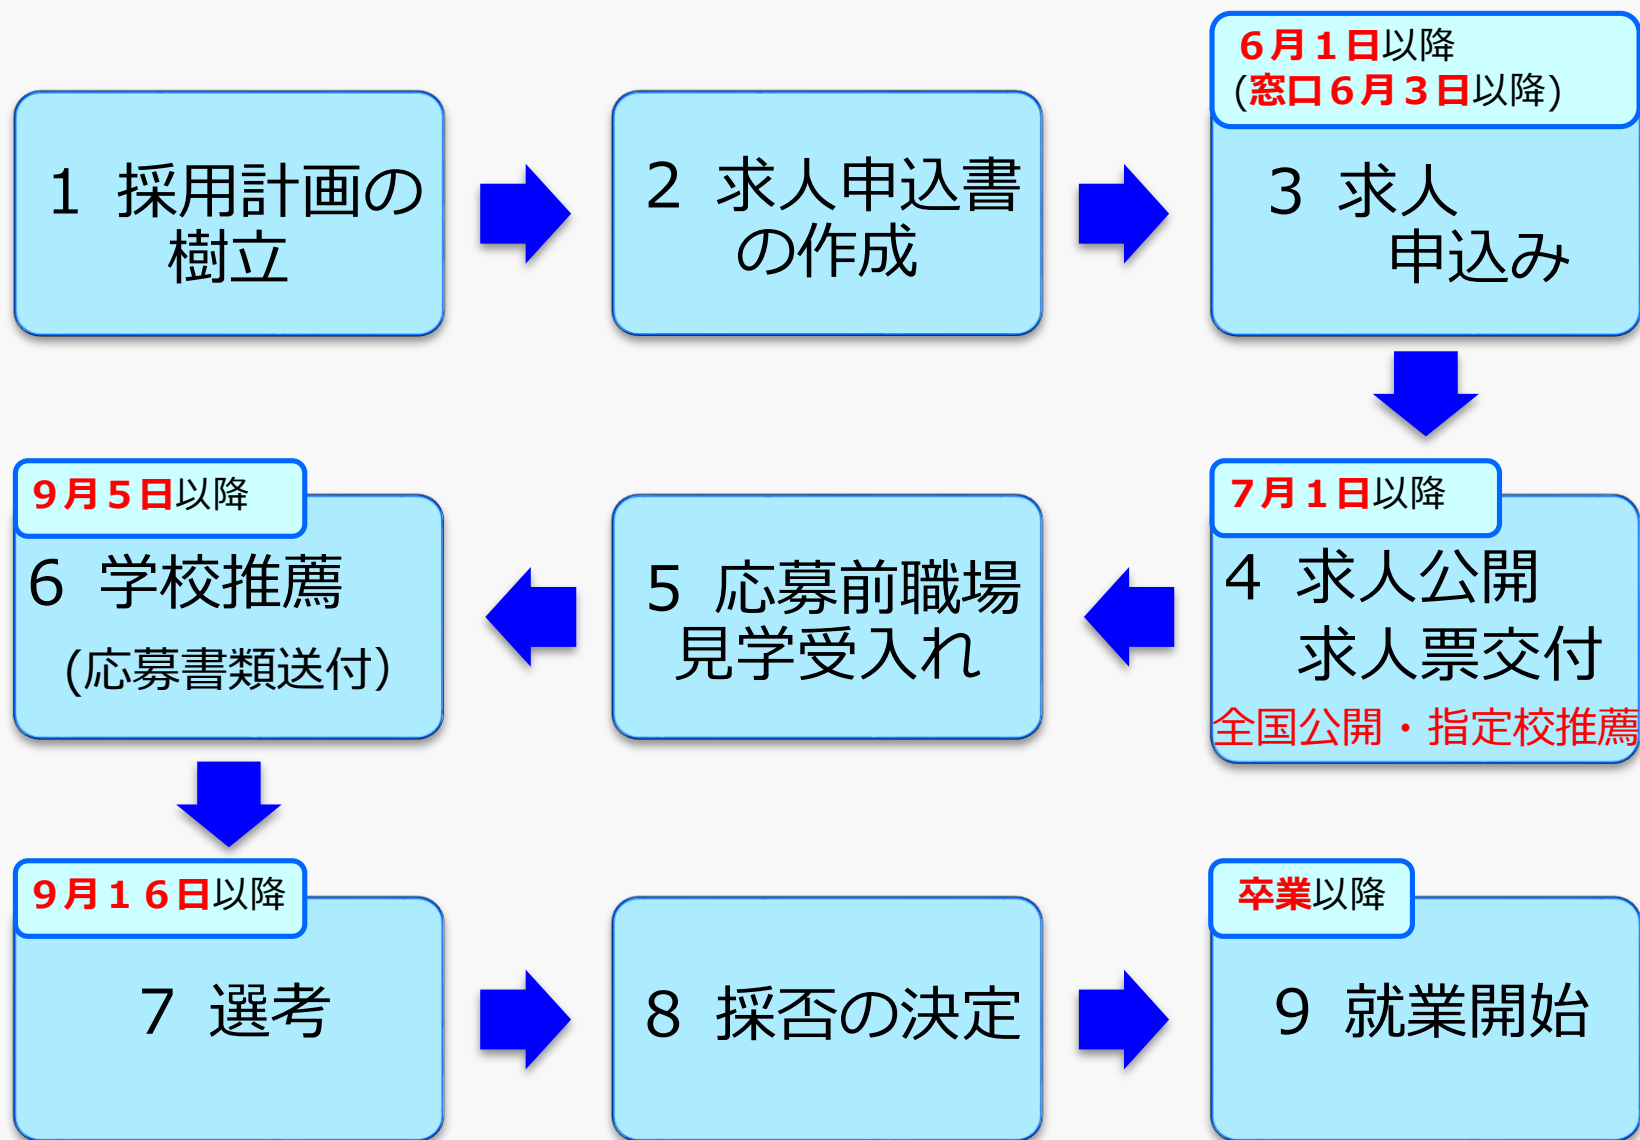 1 採用計画の
樹立
2 求人申込書
の作成
６月１日以降
(窓口６月３日以降)
3 求人
申込み
７月１日以降
4 求人公開
求人票交付
全国公開・指定校推薦
5 応募前職場
見学受入れ
９月５日以降
6 学校推薦
(応募書類送付）
９月１６日以降
7 選考
8 採否の決定
卒業以降
9 就業開始